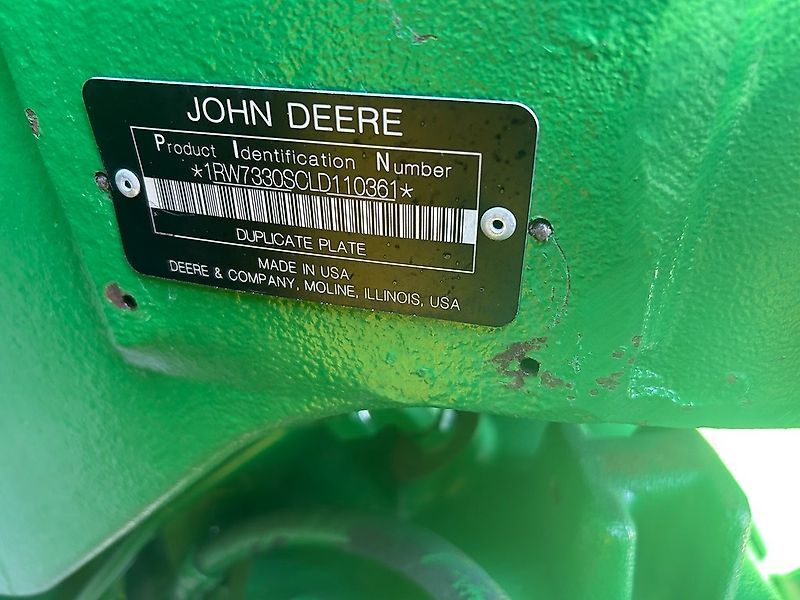 JOHN DEERE
Product Identification Number
*1RW7330SCLD110361*
DUPLICATE PLATE
MADE IN USA
DEERE & COMPANY, MOLINE, ILLINOIS, USA